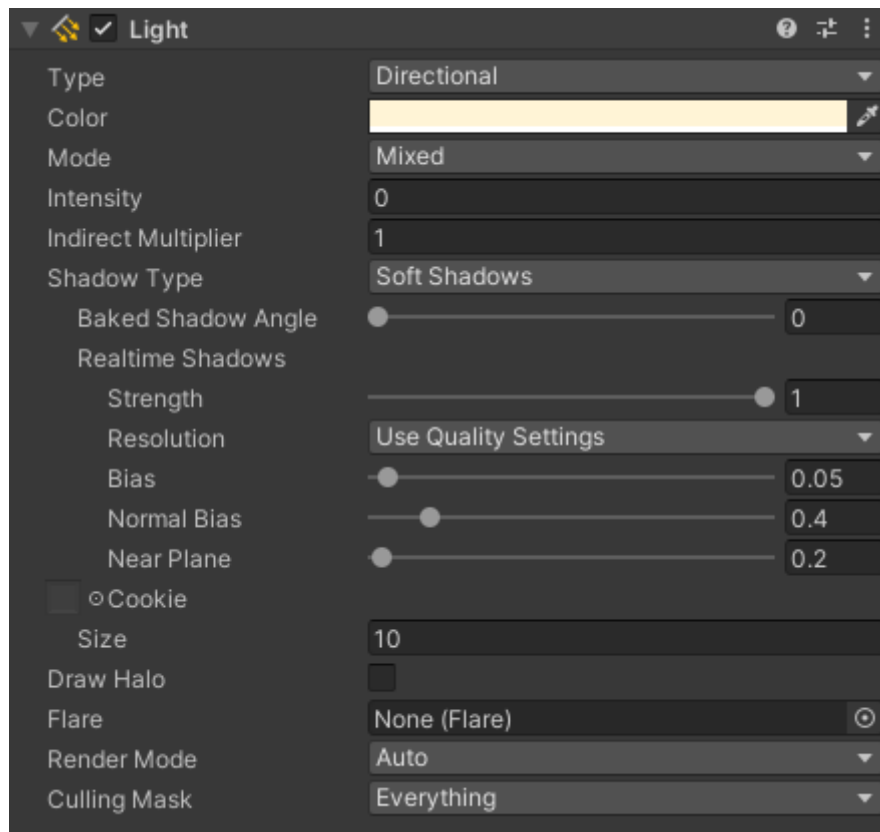 Light
Type Directional
Color
Mode Mixed
Intensity 0
Indirect Multiplier 1
Shadow Type Soft Shadows
Baked Shadow Angle 0
Realtime Shadows
Strength 1
Resolution Use Quality Settings
Bias 0.05
Normal Bias 0.4
Near Plane 0.2
Cookie
Size 10
Draw Halo
Flare None (Flare)
Render Mode Auto
Culling Mask Everything